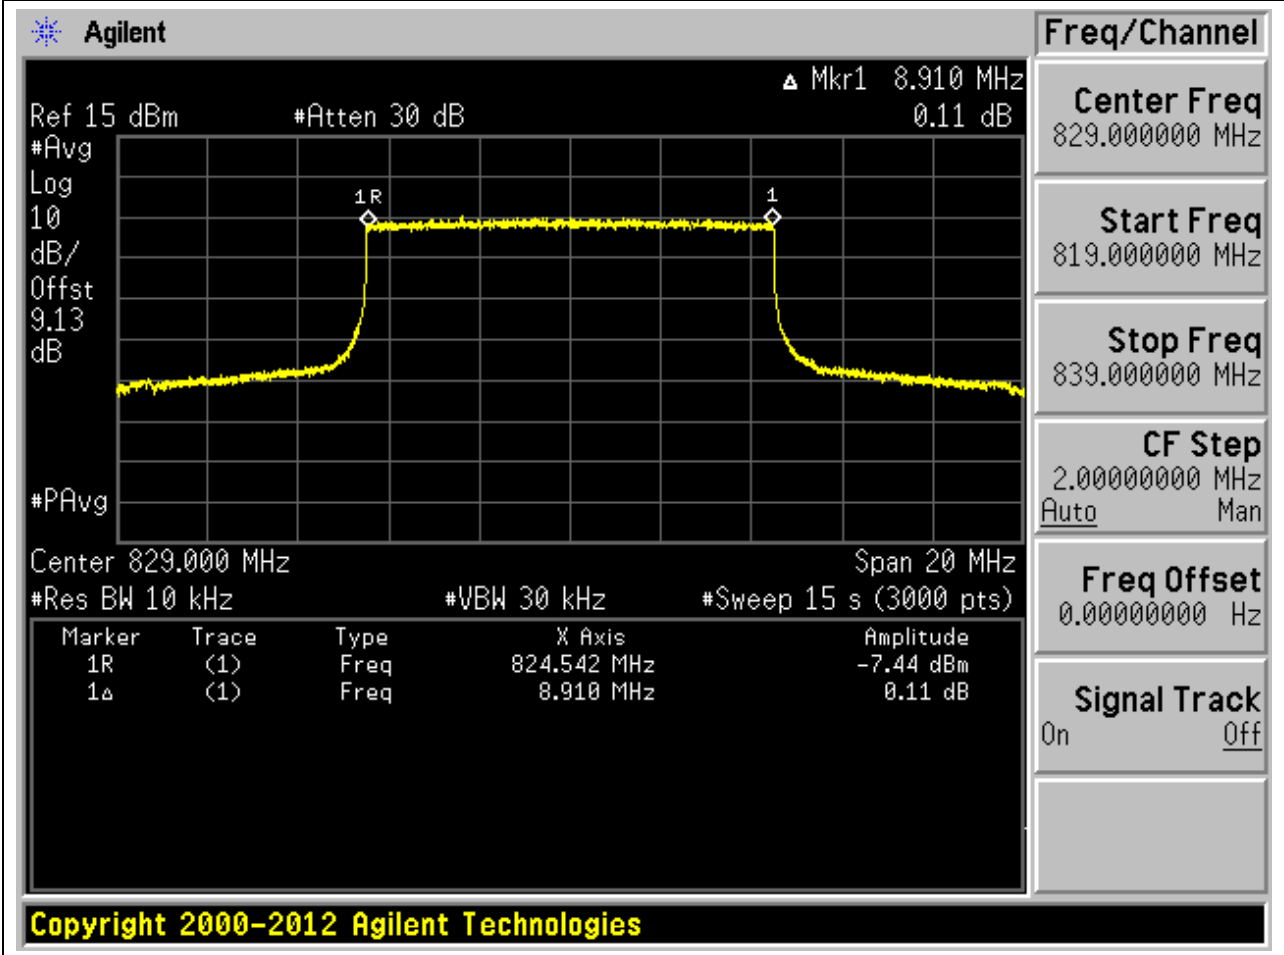 Agilent
Freq/Channel
Δ Mkr1 8.910 MHz
Ref 15 dBm #Atten 30 dB 0.11 dB
#Avg
Log
10
dB/
Offst
9.13
dB
1R
1
#PAvg
Center 829.000 MHz Span 20 MHz
#Res BW 10 kHz #VBW 30 kHz #Sweep 15 s (3000 pts)
Marker Trace Type X Axis Amplitude
1R (1) Freq 824.542 MHz -7.44 dBm
1Δ (1) Freq 8.910 MHz 0.11 dB
Center Freq
829.000000 MHz
Start Freq
819.000000 MHz
Stop Freq
839.000000 MHz
CF Step
2.00000000 MHz
Auto Man
Freq Offset
0.00000000 Hz
Signal Track
On Off
Copyright 2000-2012 Agilent Technologies